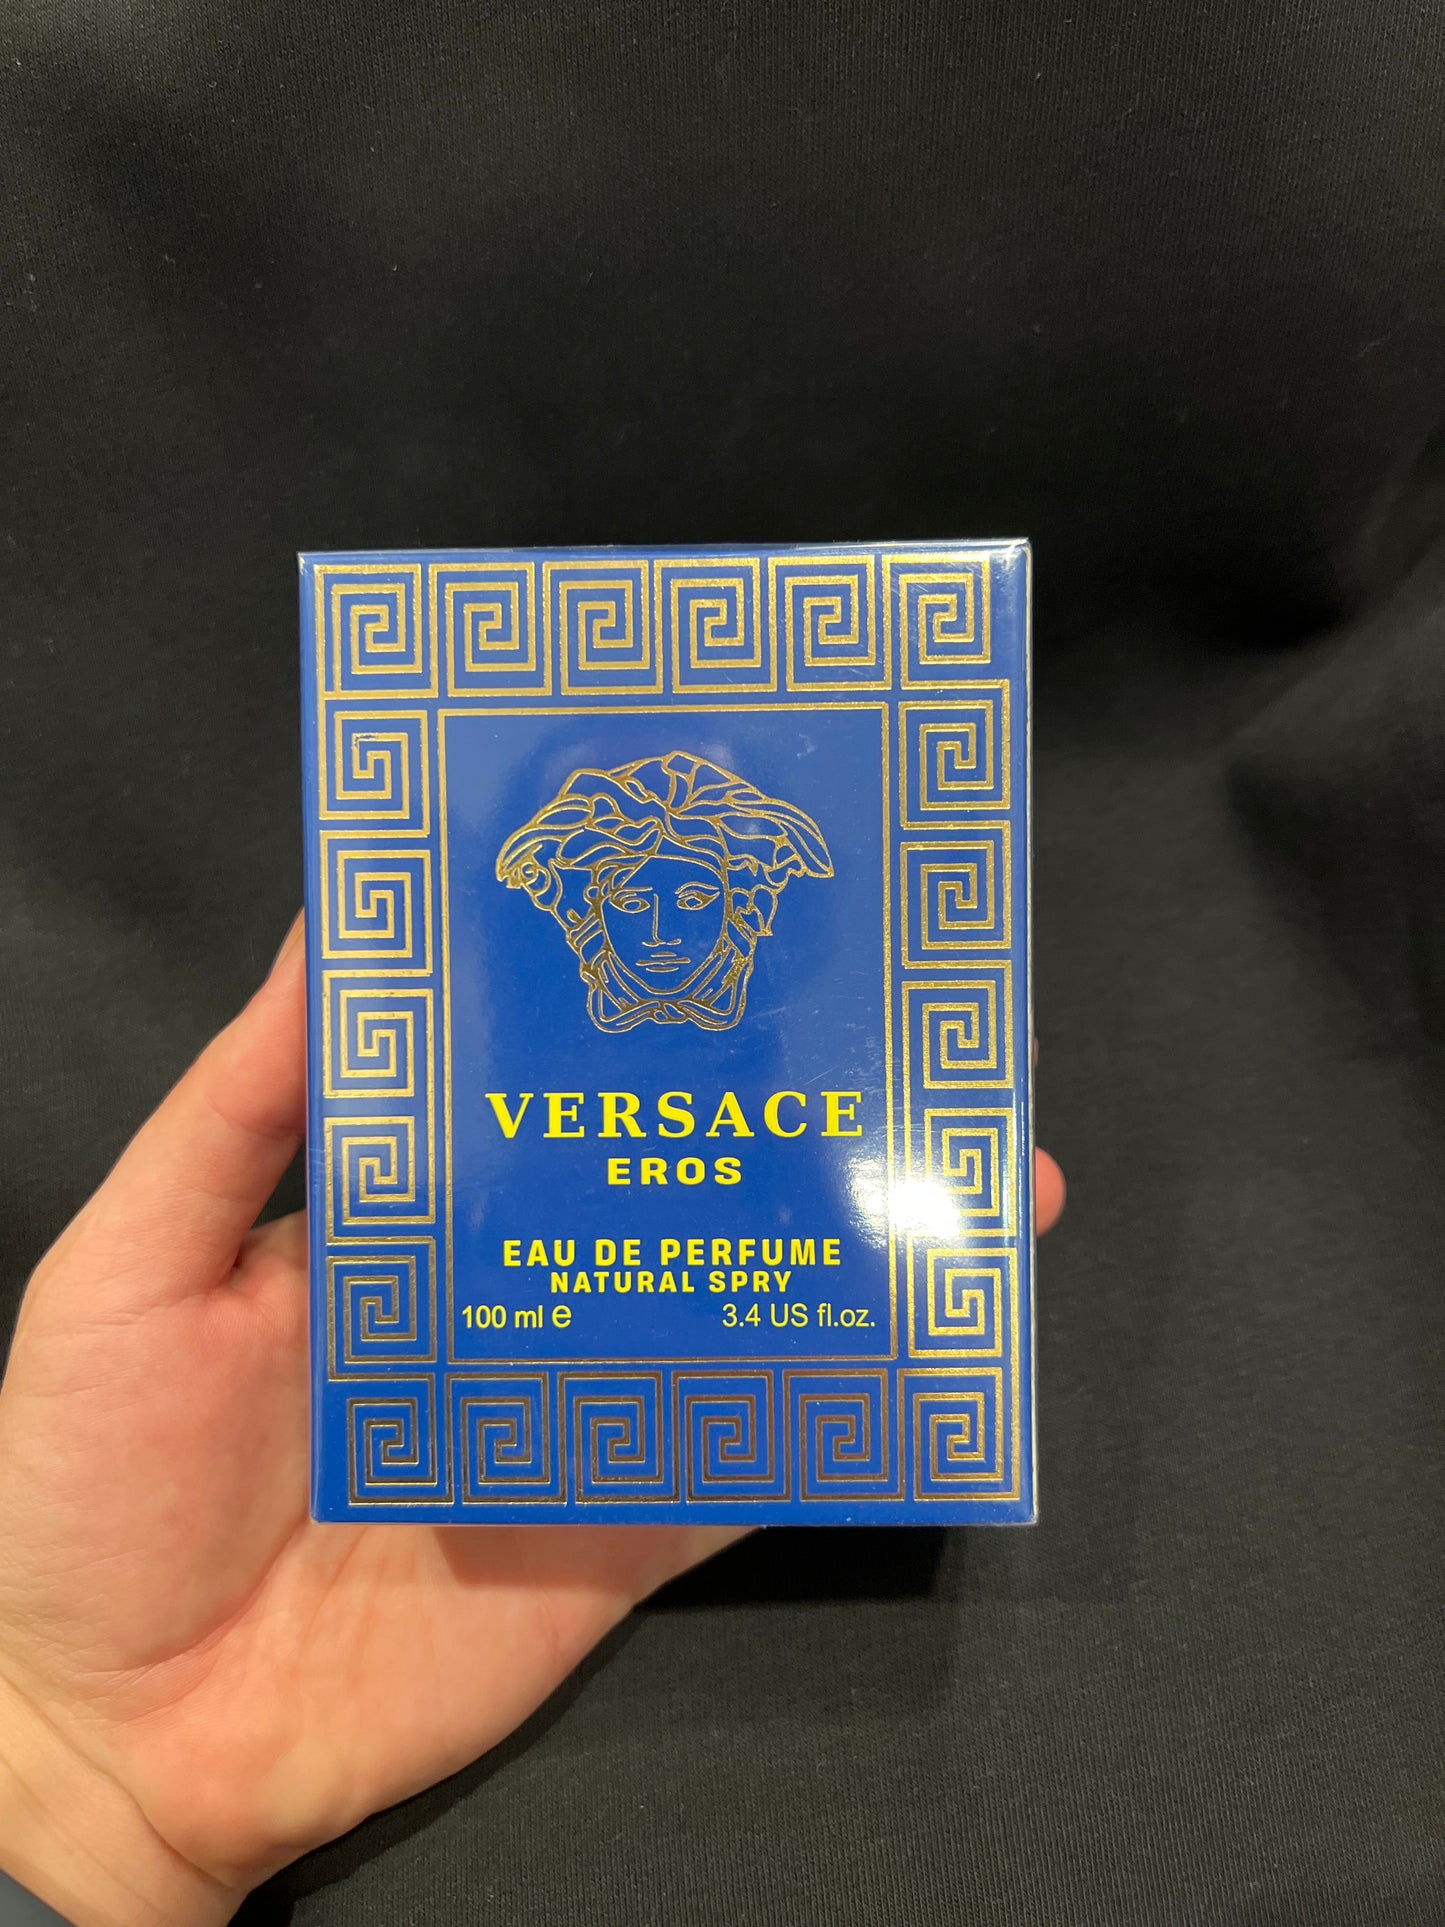 VERSACE
EROS
EAU DE PERFUME
NATURAL SPRY
100 ml e 3.4 US fl.oz.